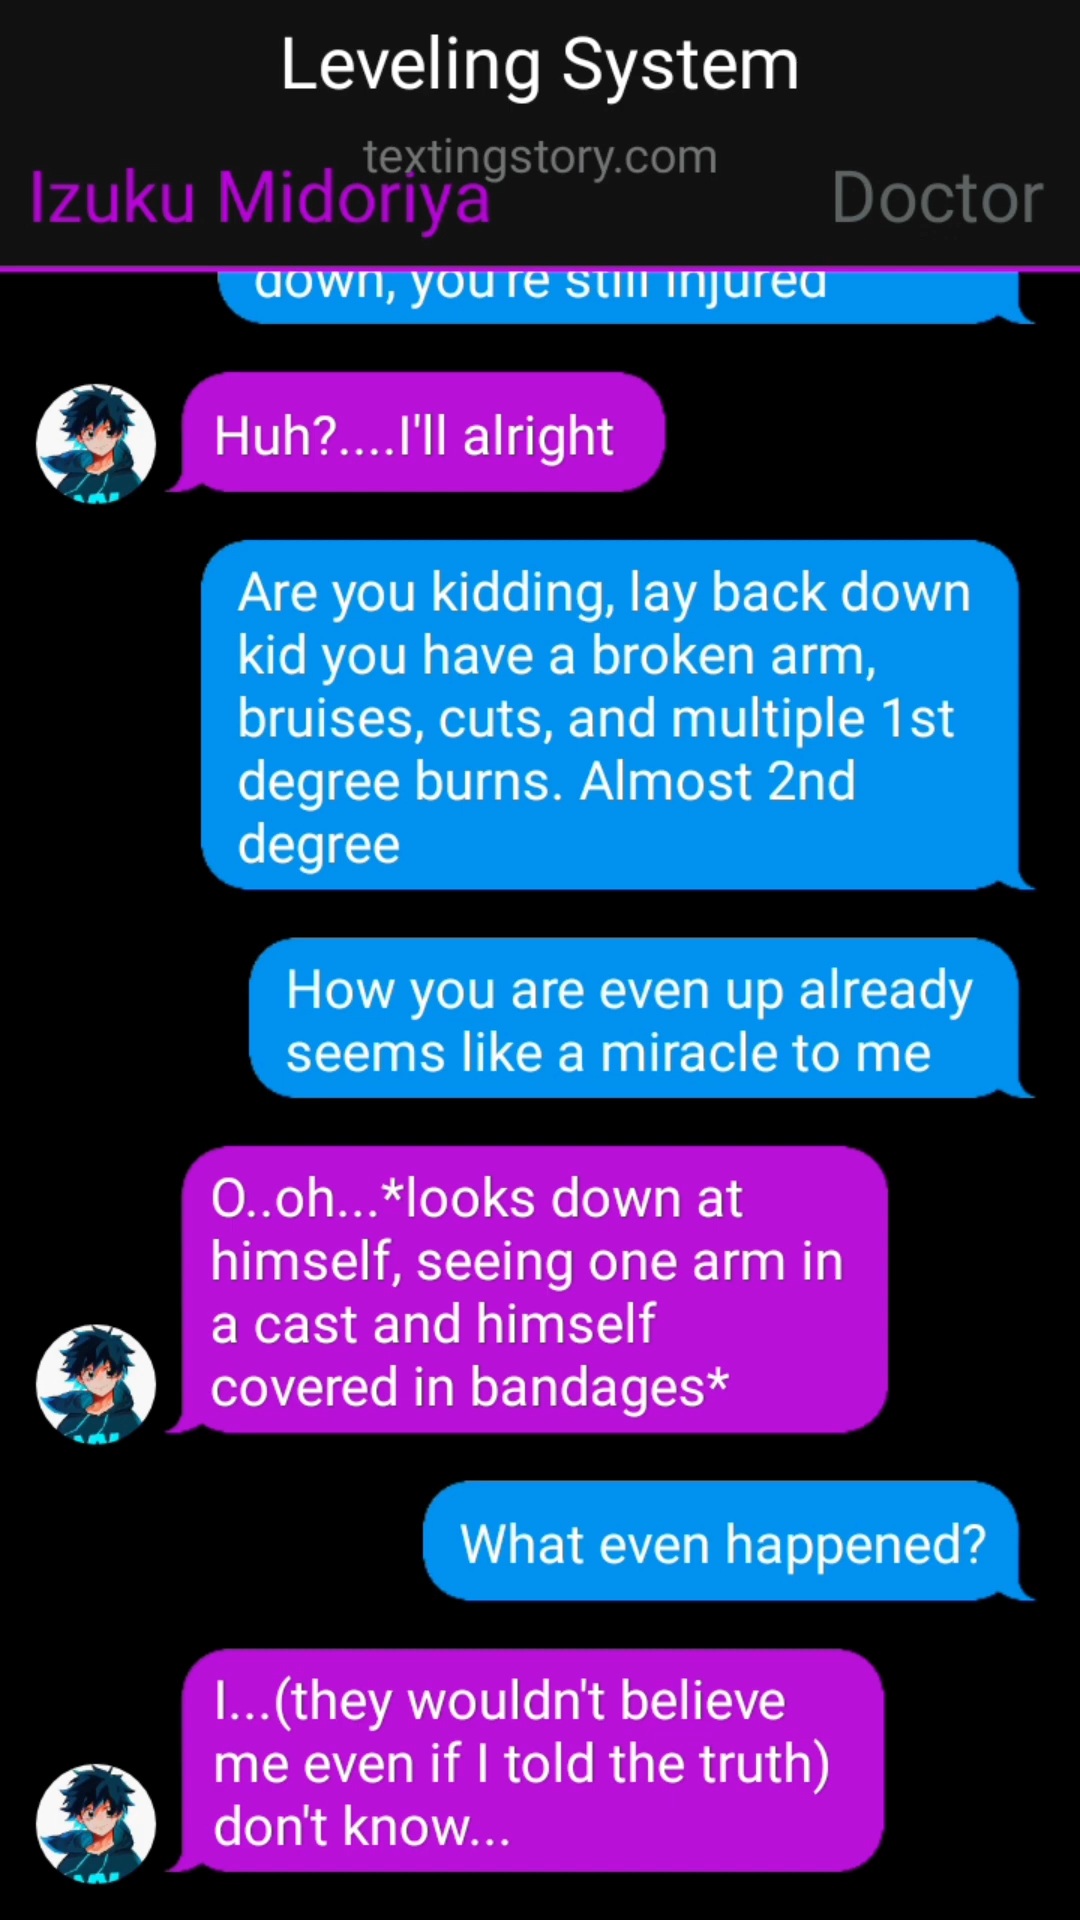 Leveling System
textingstory.com
Izuku Midoriya
Doctor
down, you're still injured
Huh?....I'll alright
Are you kidding, lay back down
kid you have a broken arm,
bruises, cuts, and multiple 1st
degree burns. Almost 2nd
degree
How you are even up already
seems like a miracle to me
O..oh...*looks down at
himself, seeing one arm in
a cast and himself
covered in bandages*
What even happened?
I...(they wouldn't believe
me even if I told the truth)
don't know...